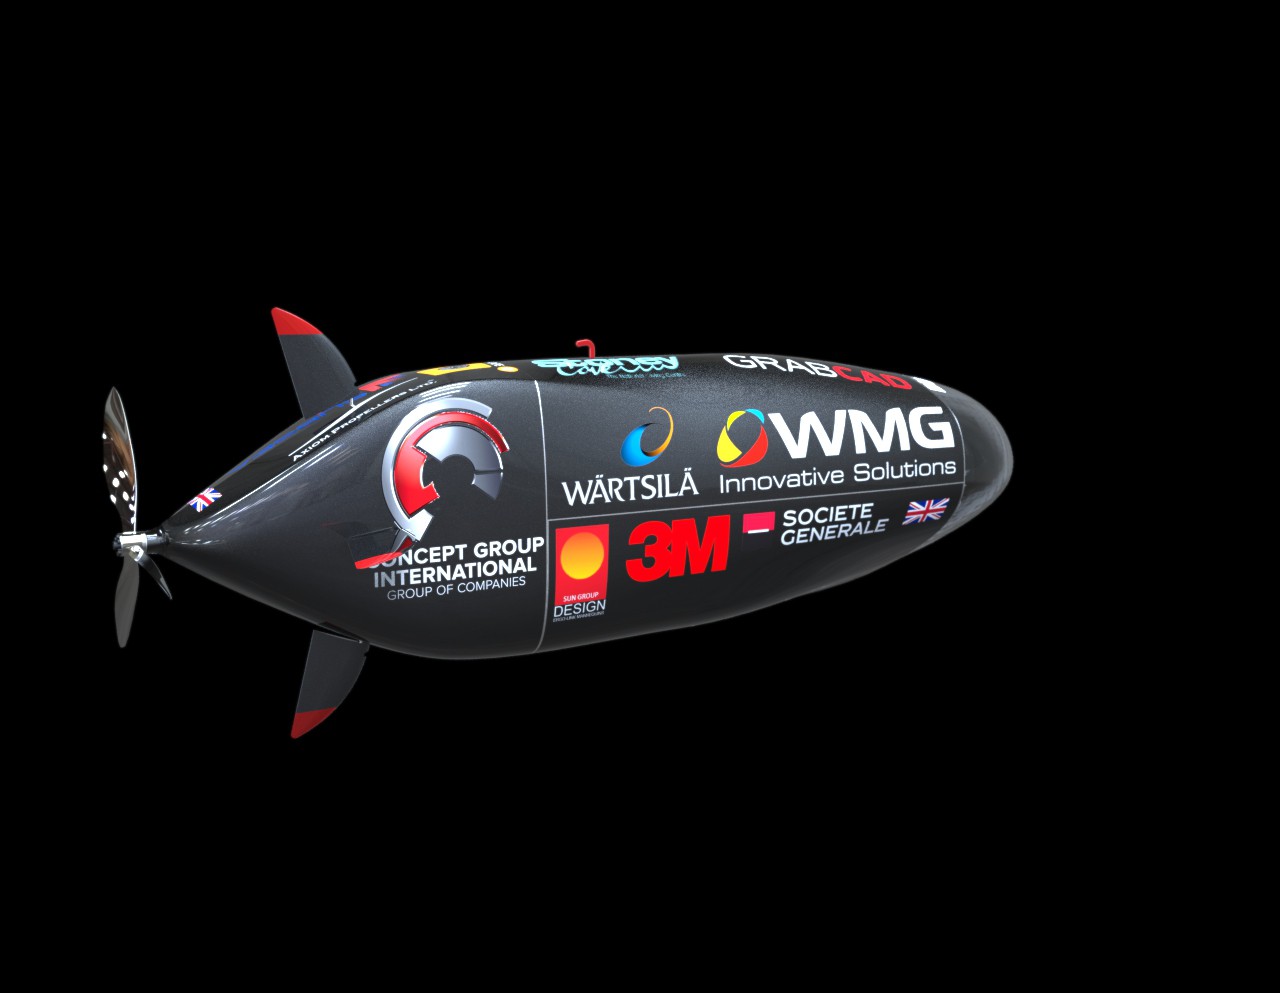 GRABCAD
AXIOM PROPELLERS LTD.
WMG
Innovative Solutions
WÄRTSILÄ
SOCIETE
GENERALE
3M
CONCEPT GROUP
INTERNATIONAL
GROUP OF COMPANIES
SUN GROUP
DESIGN